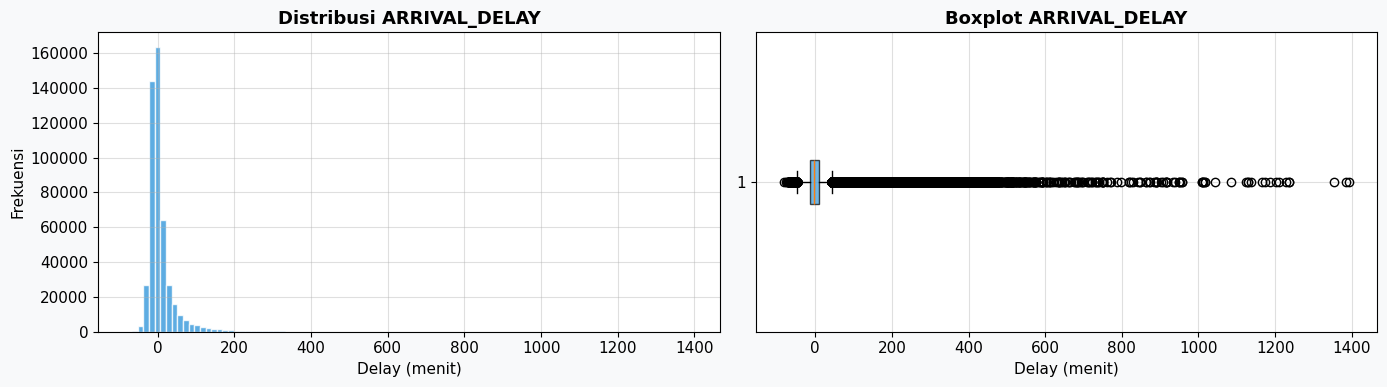 Distribusi ARRIVAL_DELAY
Frekuensi
160000
140000
120000
100000
80000
60000
40000
20000
0
0 200 400 600 800 1000 1200 1400
Delay (menit)
Boxplot ARRIVAL_DELAY
1
0 200 400 600 800 1000 1200 1400
Delay (menit)